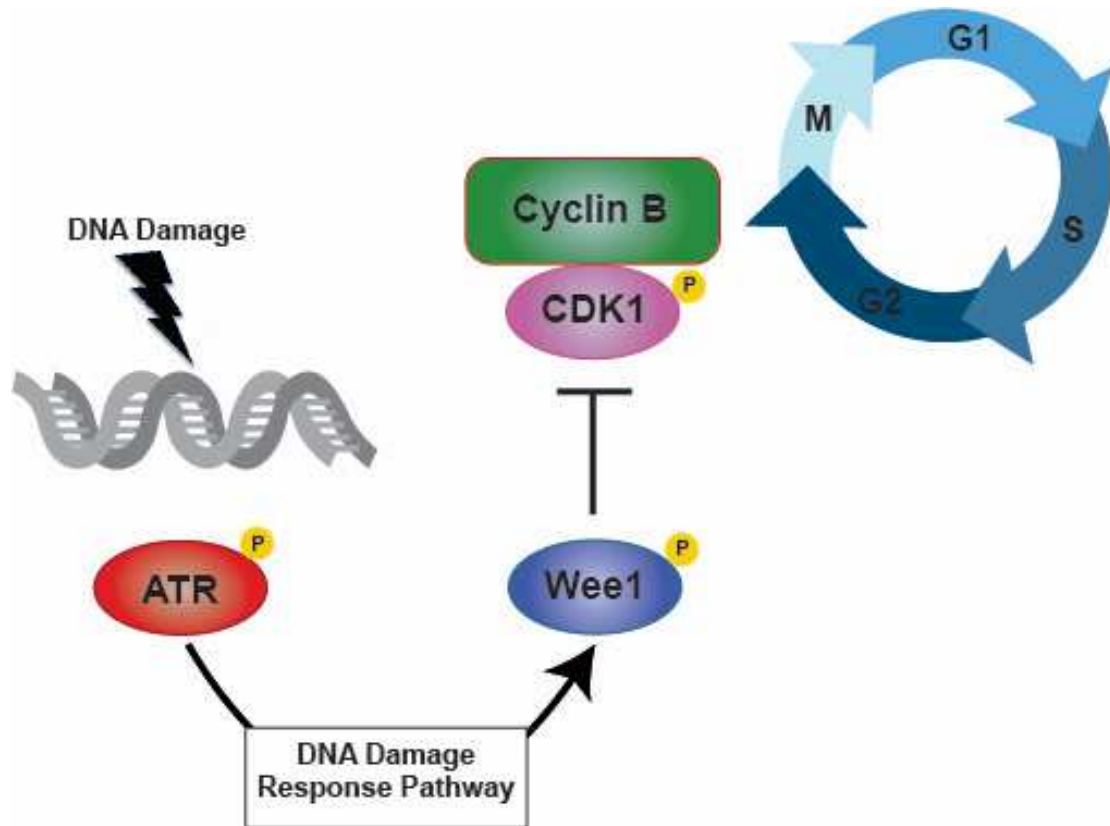 G1
M
S
G2
Cyclin B
CDK1
P
DNA Damage
ATR
P
Wee1
P
DNA Damage
Response Pathway